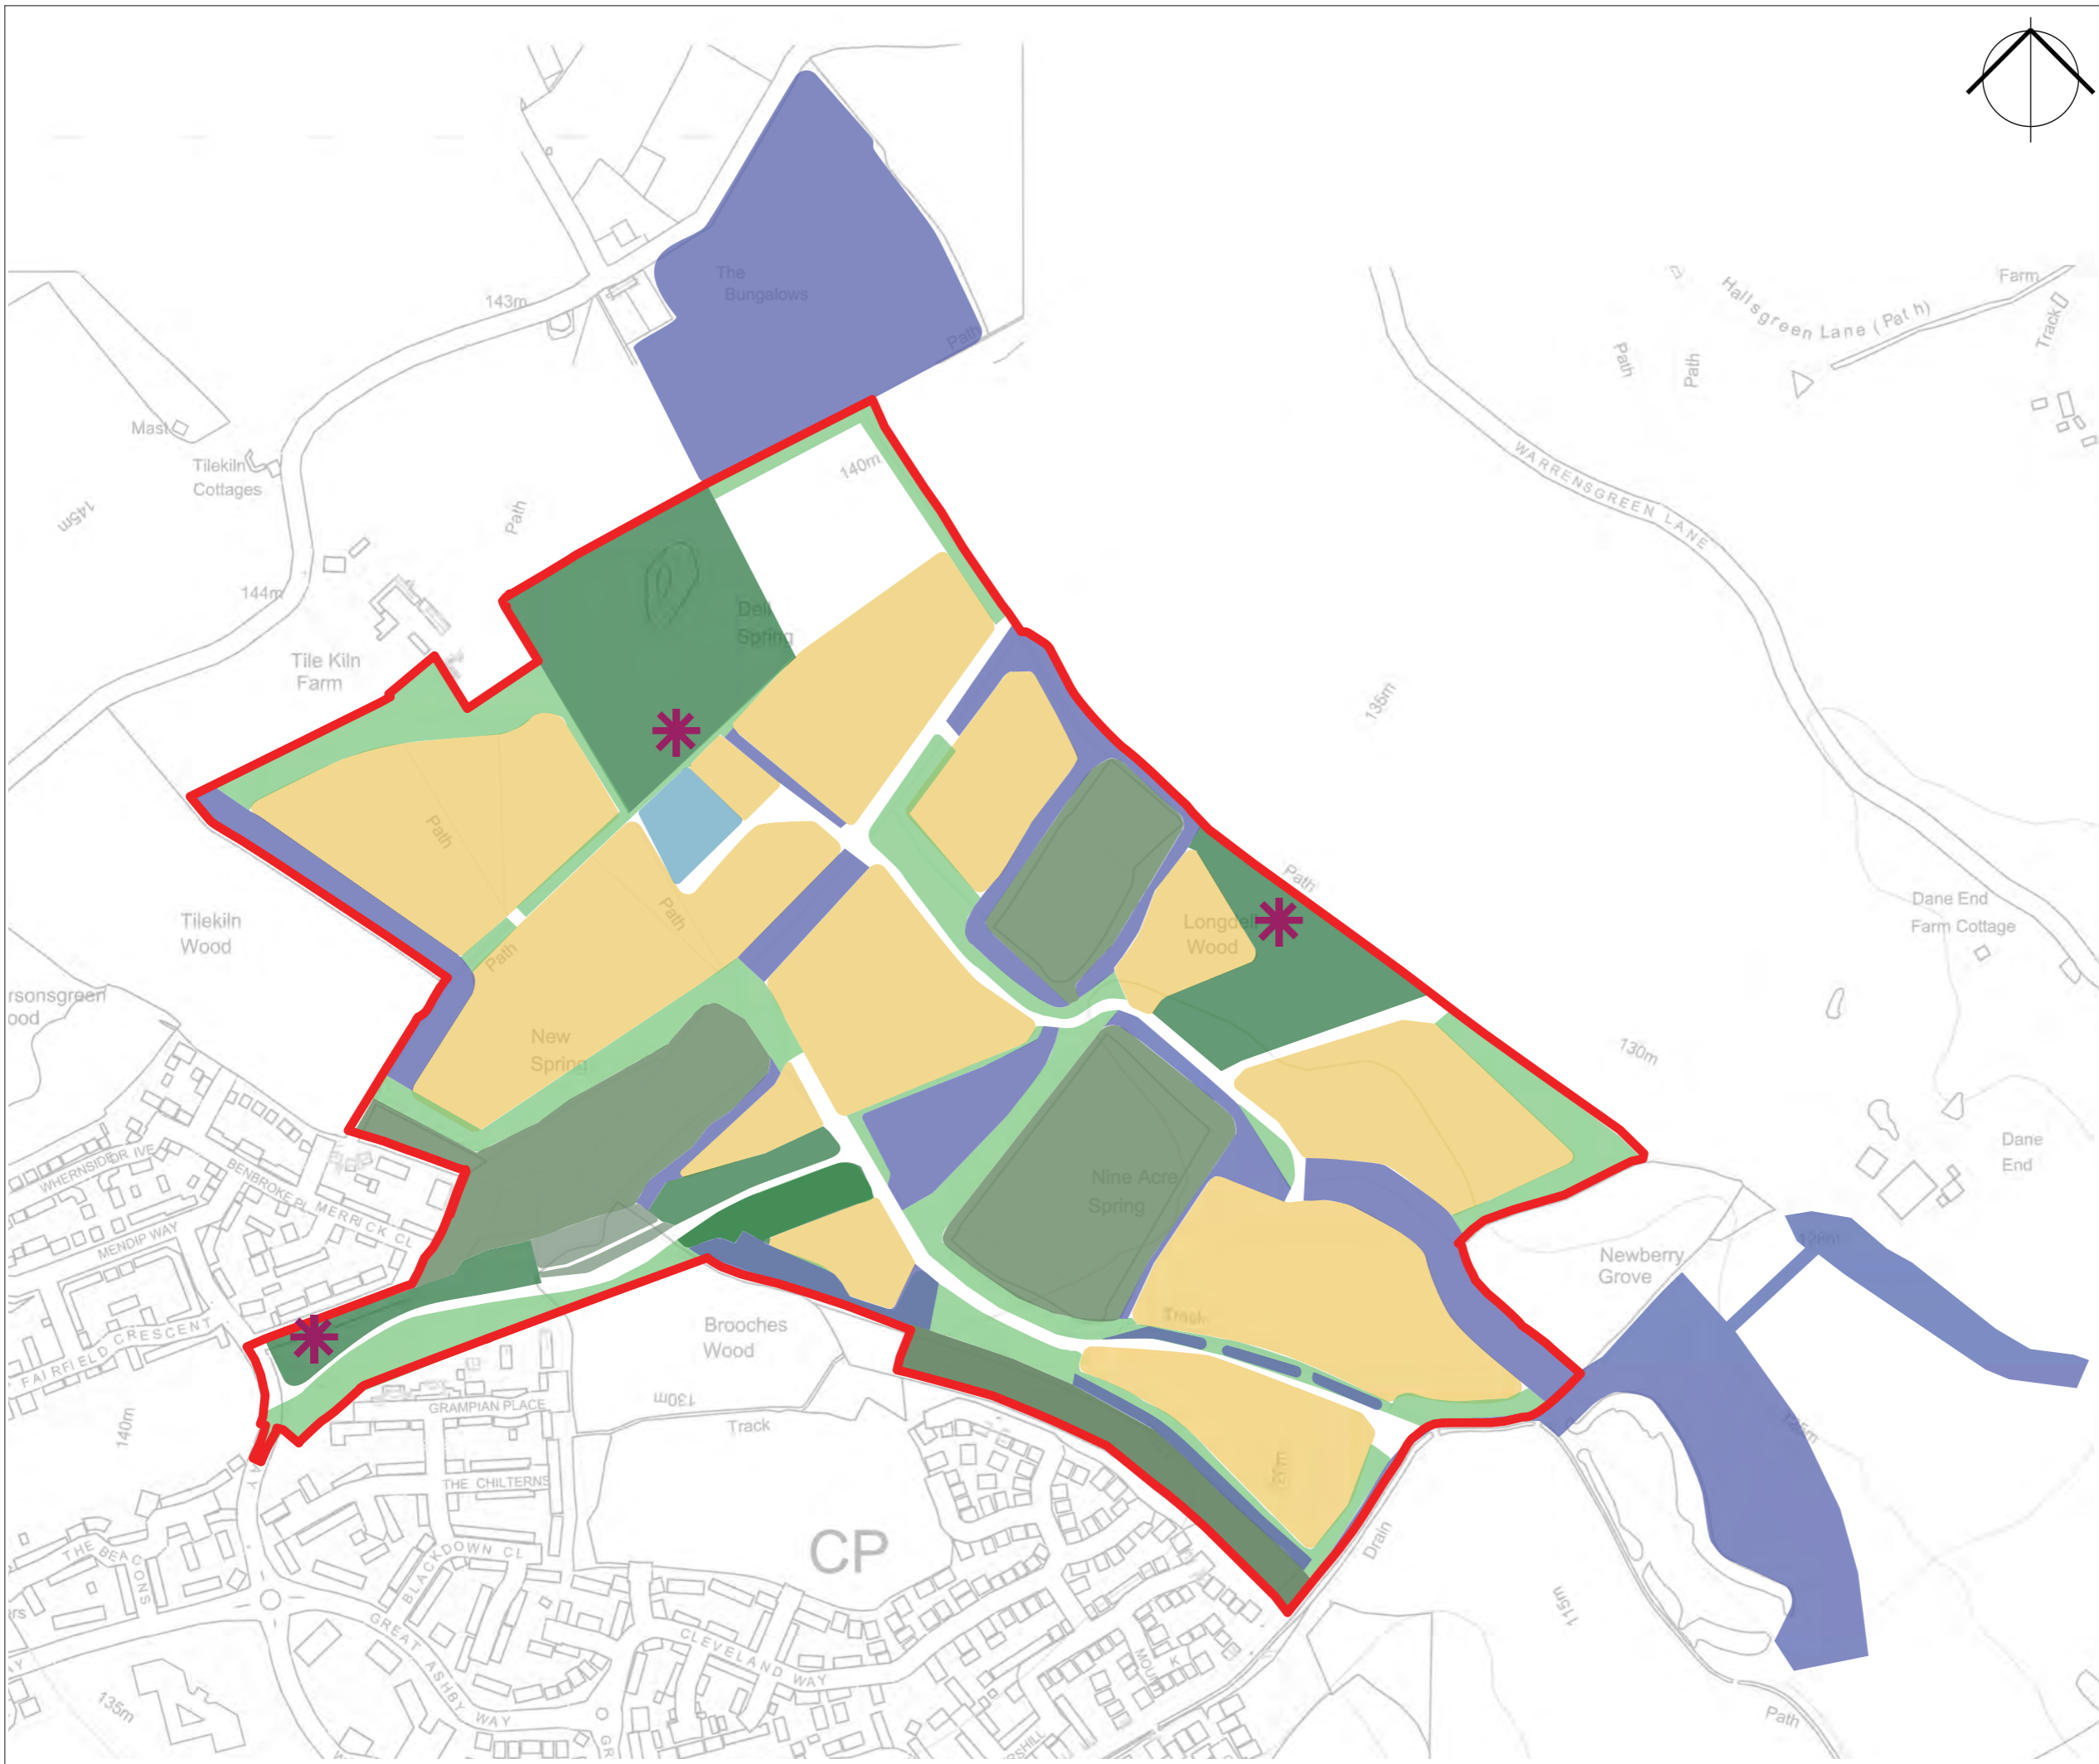 The
Bungalows
143m
Path
Farm
Hallsgreen Lane (Path)
Path
Path
Track
Mast
Tilekiln
Cottages
140m
145m
Path
WARRENSGREEN LANE
144m
Dell
Spring
Tile Kiln
Farm
135m
Path
Path
Path
Path
Tilekiln
Wood
Longdell
Wood
Dane End
Farm Cottage
rsonsgreen
ood
New
Spring
130m
Dane
End
WHERNSIDE DRIVE
BENBROKE PL
MERRICK CL
MENDIP WAY
Nine Acre
Spring
Newberry
Grove
FAIRFIELD CRESCENT
Brooches
Wood
Track
130m
GRAMPIAN PLACE
Track
140m
125m
THE CHILTERNS
Drain
CP
THE BEACONS
BLACKDOWN CL
115m
GREAT ASHBY WAY
CLEVELAND WAY
135m
Path